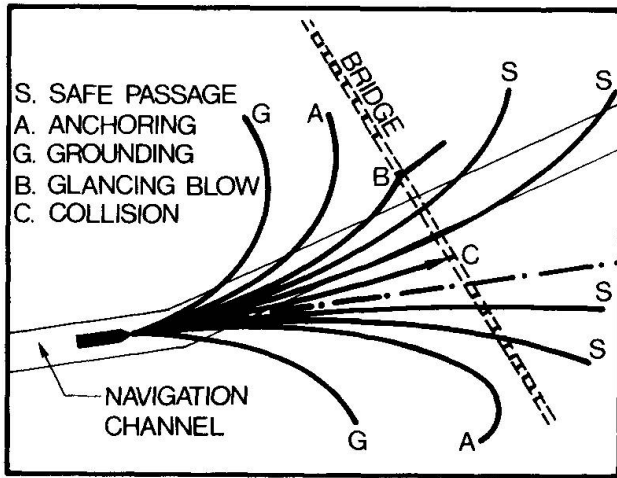 S. SAFE PASSAGE
A. ANCHORING
G. GROUNDING
B. GLANCING BLOW
C. COLLISION
G
A
BRIDGE
S
S
B
C
S
S
NAVIGATION
CHANNEL
G
A